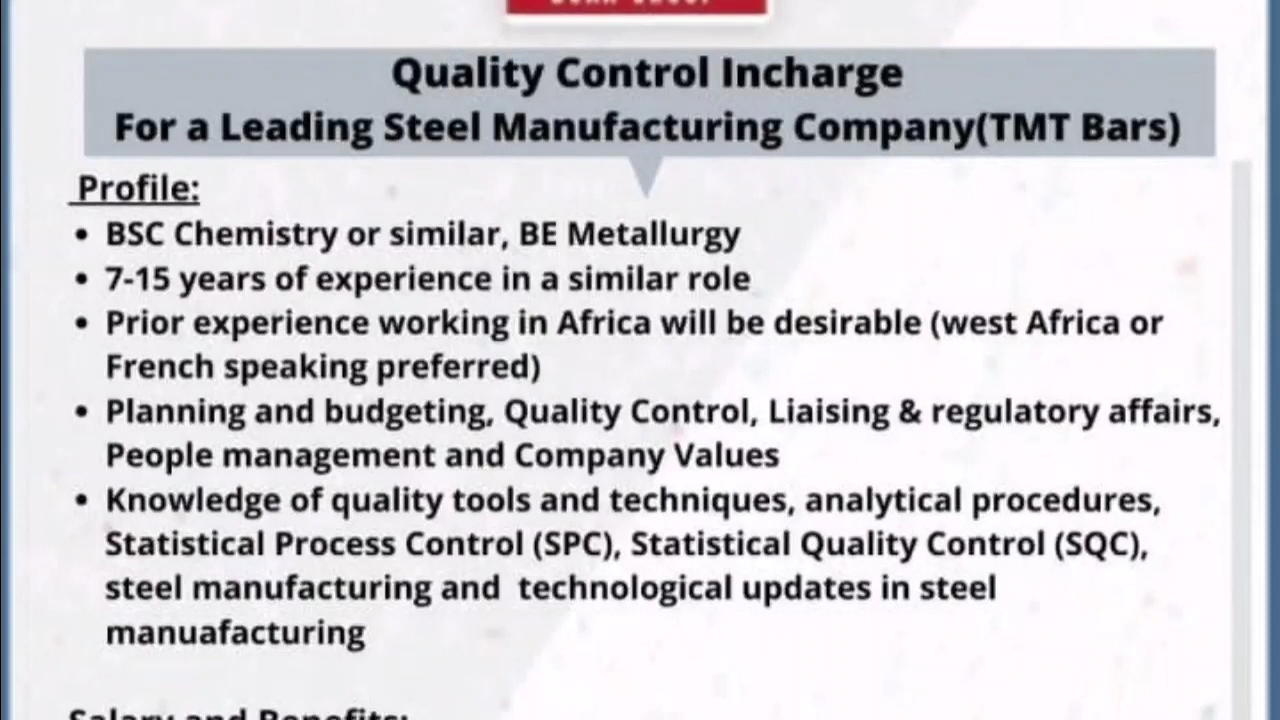 Quality Control Incharge
For a Leading Steel Manufacturing Company(TMT Bars)
Profile:
• BSC Chemistry or similar, BE Metallurgy
• 7-15 years of experience in a similar role
• Prior experience working in Africa will be desirable (west Africa or
French speaking preferred)
• Planning and budgeting, Quality Control, Liaising & regulatory affairs,
People management and Company Values
• Knowledge of quality tools and techniques, analytical procedures,
Statistical Process Control (SPC), Statistical Quality Control (SQC),
steel manufacturing and technological updates in steel
manuafacturing
Salary and Benefits: